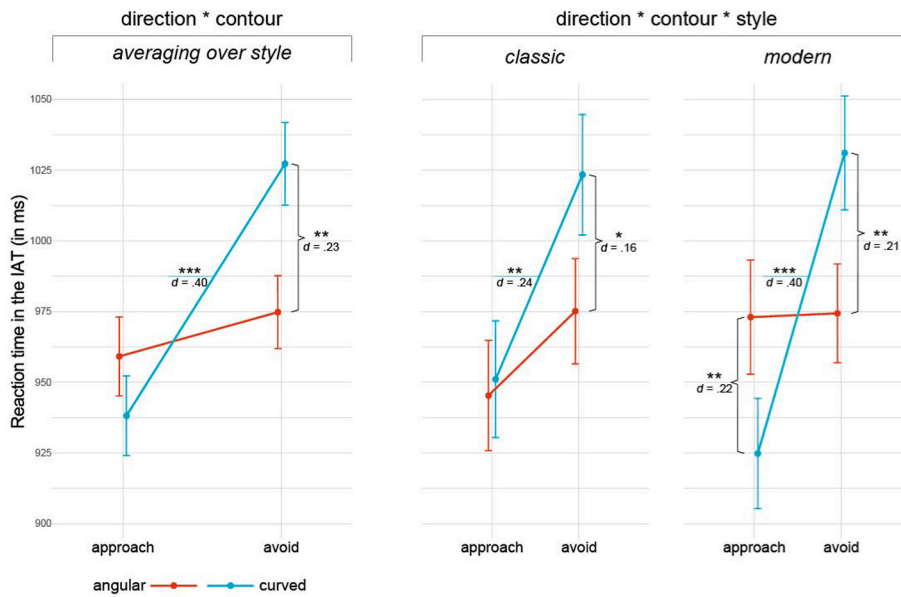 direction * contour
direction * contour * style
averaging over style
classic
modern
Reaction time in the IAT (in ms)
1050
1025
1000
975
950
925
900
***
d = .40
**
d = .23
**
d = .24
*
d = .16
***
d = .40
**
d = .21
**
d = .22
approach
avoid
approach
avoid
approach
avoid
angular
curved